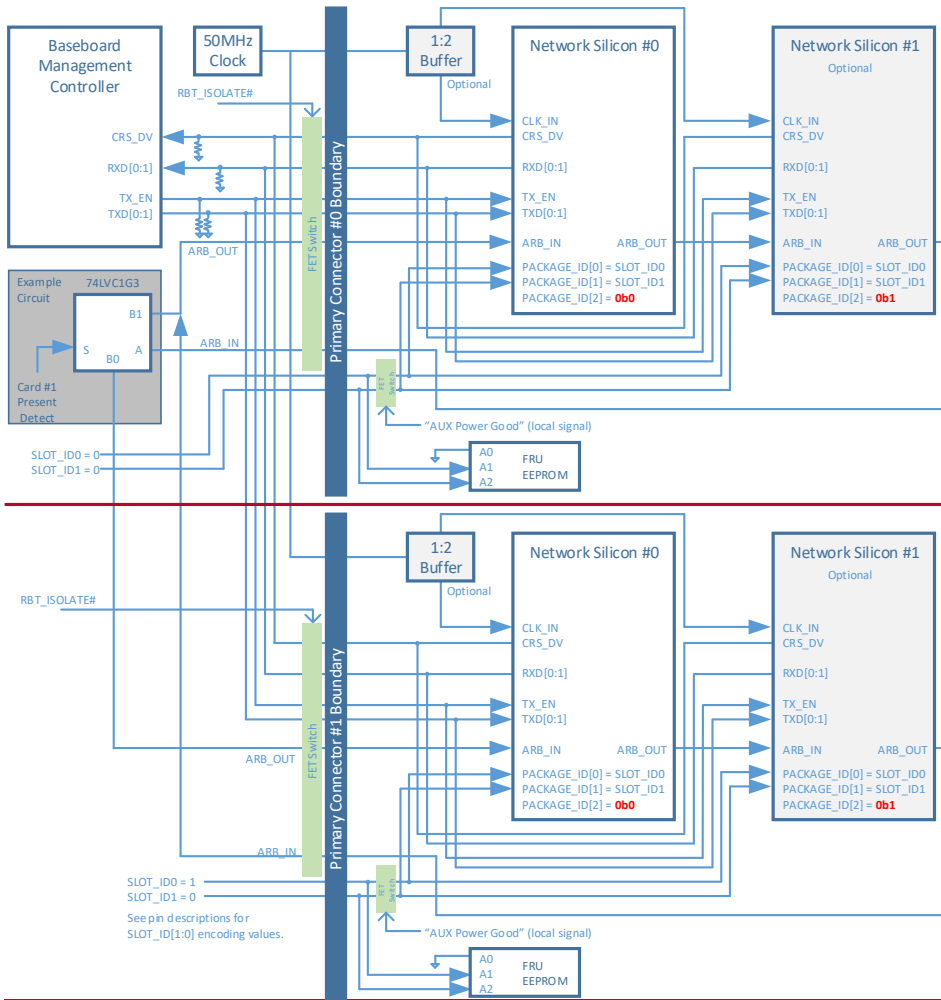 Baseboard
Management
Controller
CRS_DV
RXD[0:1]
TX_EN
TXD[0:1]
50MHz
Clock
RBT_ISOLATE#
FET Switch
Primary Connector #0 Boundary
1:2
Buffer
Optional
Network Silicon #0
CLK_IN
CRS_DV
RXD[0:1]
TX_EN
TXD[0:1]
ARB_IN
ARB_OUT
PACKAGE_ID[0] = SLOT_ID0
PACKAGE_ID[1] = SLOT_ID1
PACKAGE_ID[2] = 0b0
Network Silicon #1
Optional
CLK_IN
CRS_DV
RXD[0:1]
TX_EN
TXD[0:1]
ARB_IN
ARB_OUT
PACKAGE_ID[0] = SLOT_ID0
PACKAGE_ID[1] = SLOT_ID1
PACKAGE_ID[2] = 0b1
ARB_OUT
Example
Circuit
74LVC1G3
B1
S
A
B0
ARB_IN
Card #1
Present
Detect
SLOT_ID0 = 0
SLOT_ID1 = 0
FET
Switch
"AUX Power Good" (local signal)
A0
A1
A2
FRU
EEPROM
RBT_ISOLATE#
FET Switch
Primary Connector #1 Boundary
1:2
Buffer
Optional
Network Silicon #0
CLK_IN
CRS_DV
RXD[0:1]
TX_EN
TXD[0:1]
ARB_IN
ARB_OUT
PACKAGE_ID[0] = SLOT_ID0
PACKAGE_ID[1] = SLOT_ID1
PACKAGE_ID[2] = 0b0
Network Silicon #1
Optional
CLK_IN
CRS_DV
RXD[0:1]
TX_EN
TXD[0:1]
ARB_IN
ARB_OUT
PACKAGE_ID[0] = SLOT_ID0
PACKAGE_ID[1] = SLOT_ID1
PACKAGE_ID[2] = 0b1
ARB_OUT
ARB_IN
SLOT_ID0 = 1
SLOT_ID1 = 0
See pin descriptions for
SLOT_ID[1:0] encoding values.
FET
Switch
"AUX Power Good" (local signal)
A0
A1
A2
FRU
EEPROM